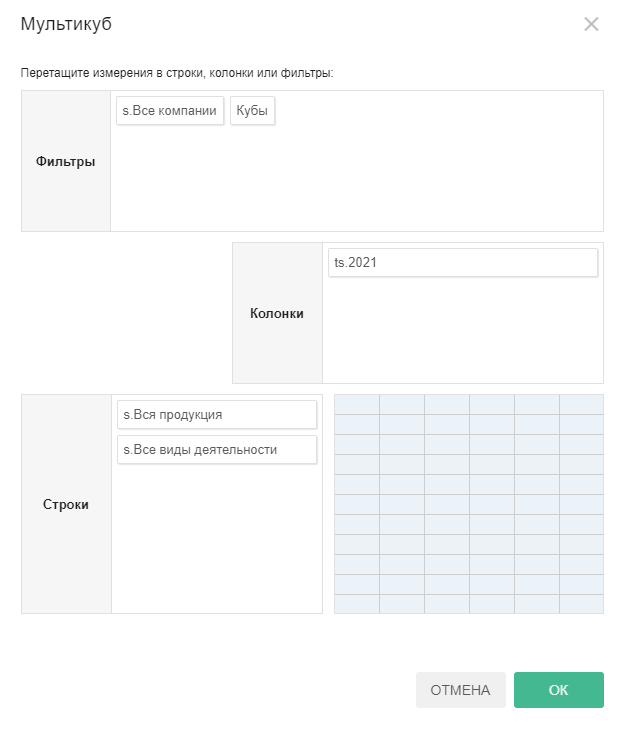 Мультикуб
Перетащите измерения в строки, колонки или фильтры:
Фильтры
s.Все компании
Кубы
Колонки
ts.2021
Строки
s.Вся продукция
s.Все виды деятельности
ОТМЕНА
ОК